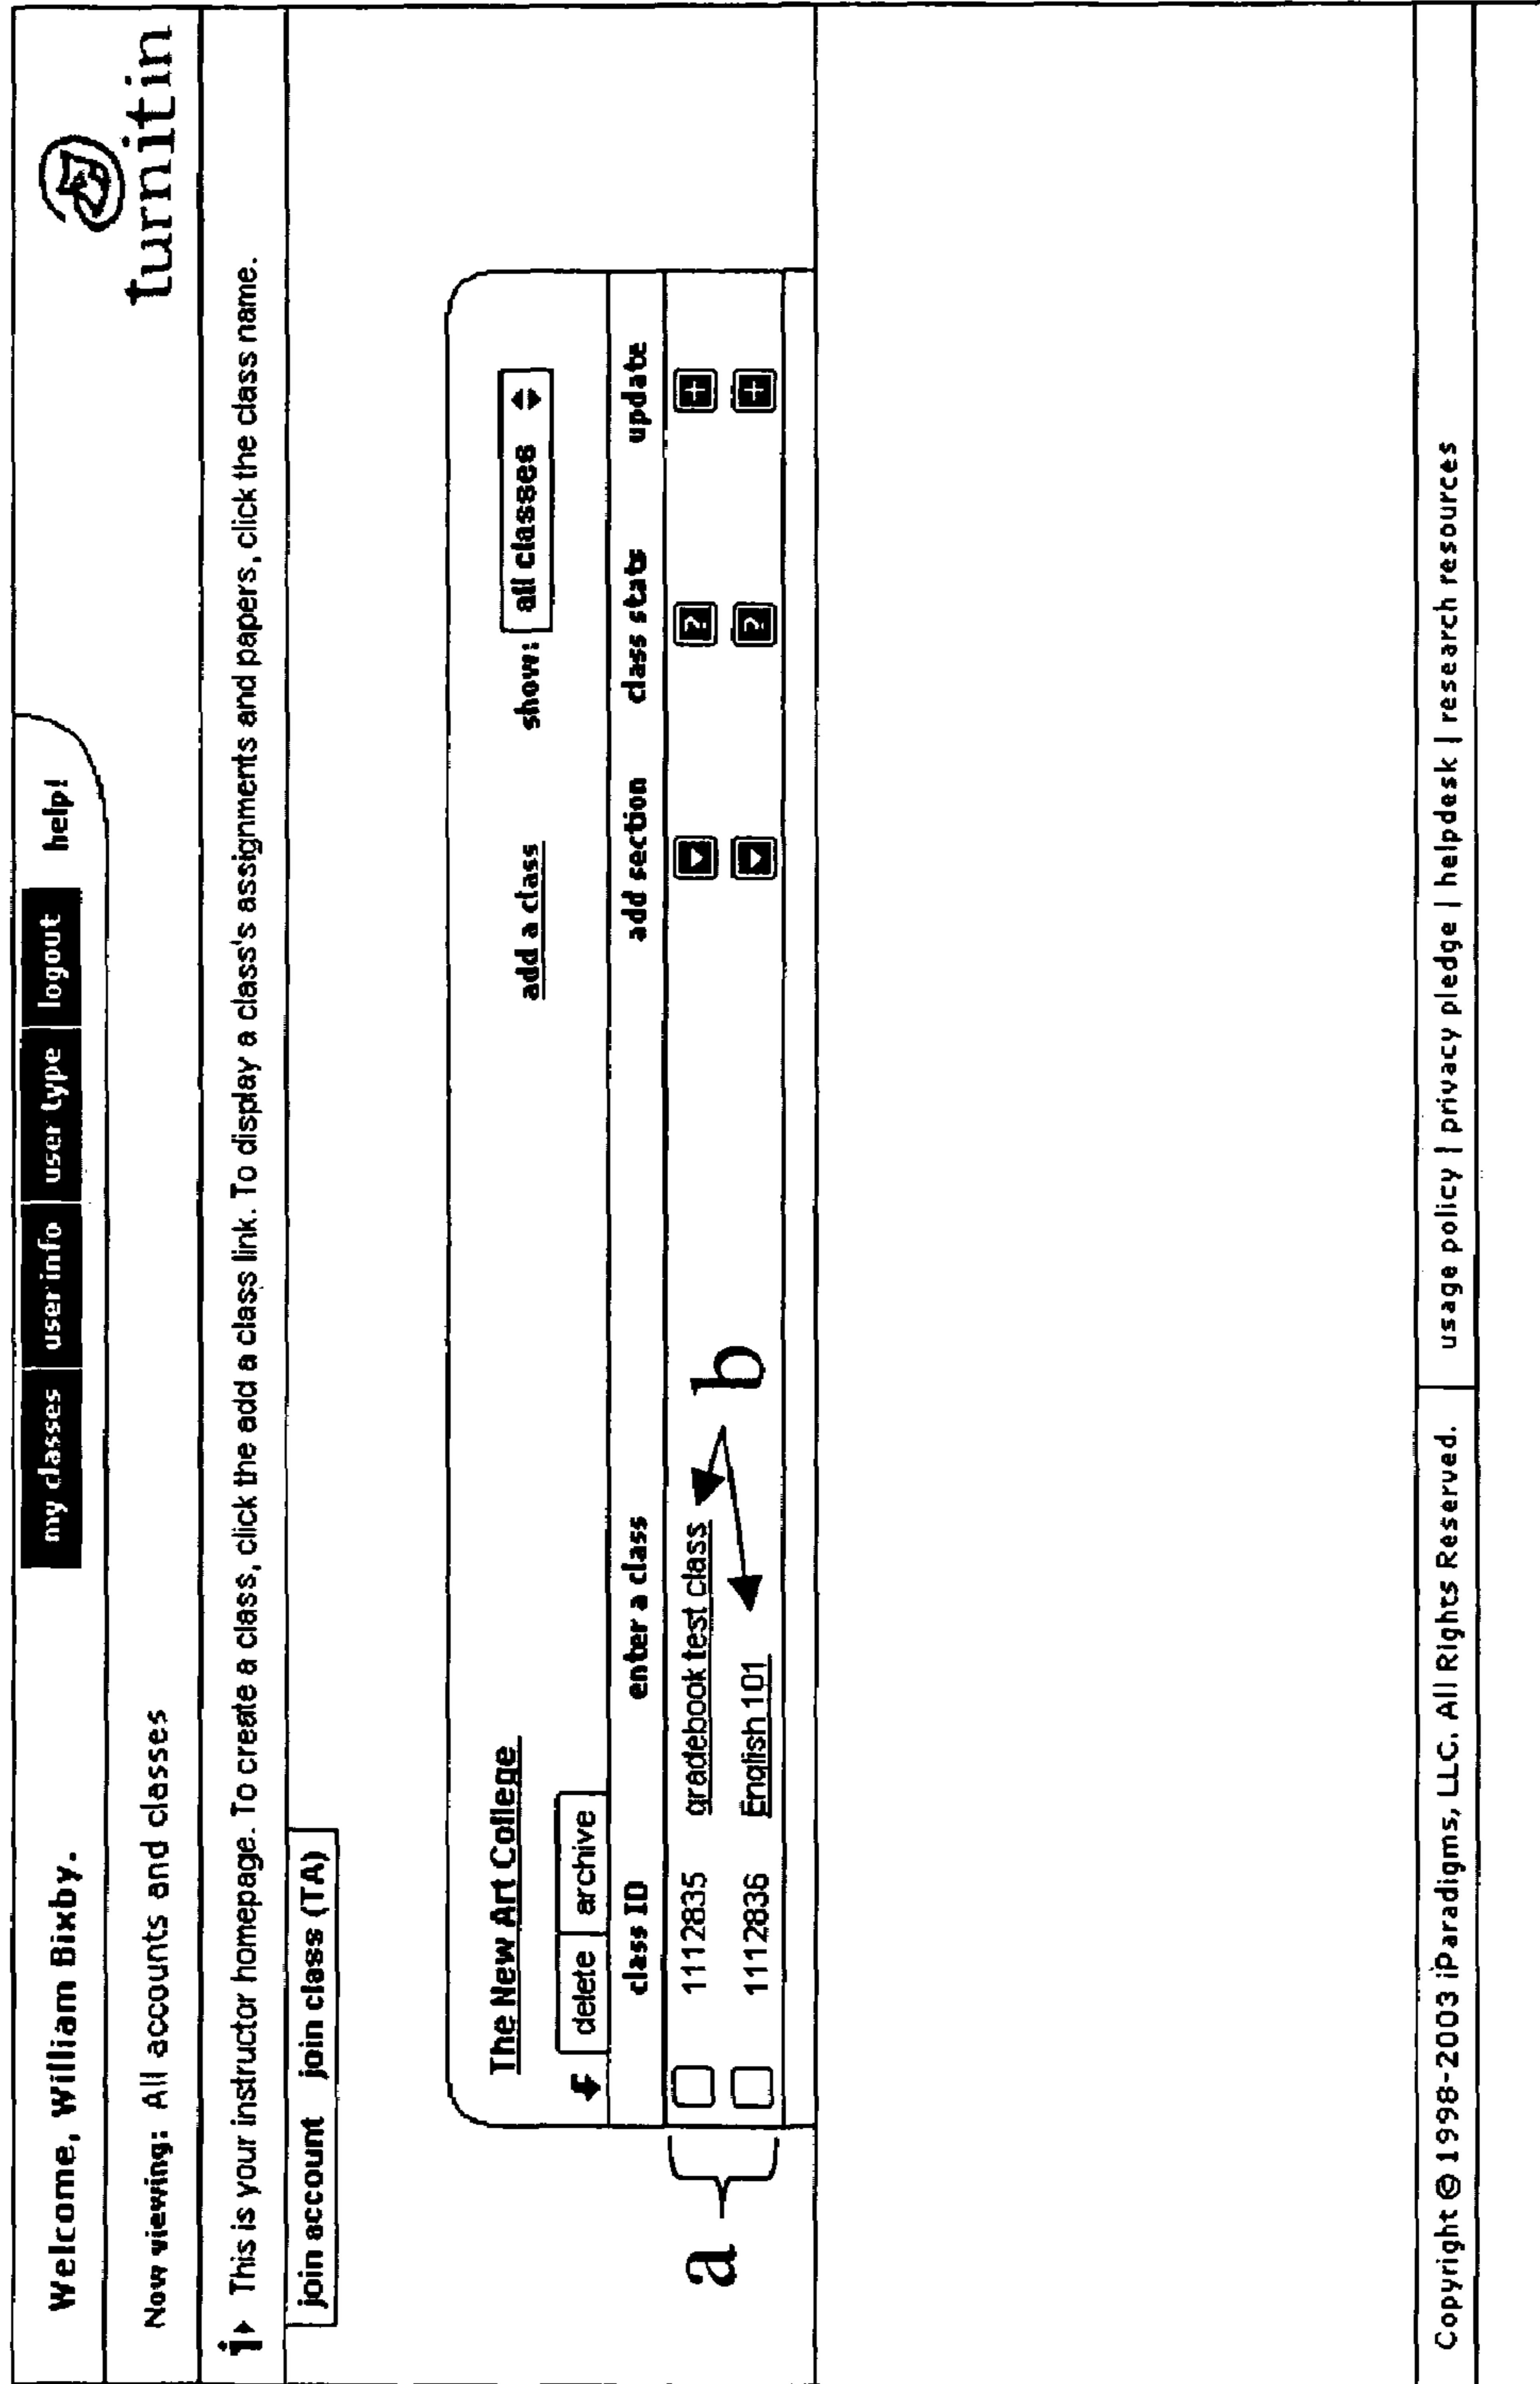 Welcome, William Bixby. my classes user info user type logout help!
turnitin
Now viewing: All accounts and classes
i This is your instructor homepage. To create a class, click the add a class link. To display a class's assignments and papers, click the class name.
join account join class (TA)
The New Art College add a class show: all classes
delete archive
class ID enter a class add section class stats update
1112835 gradebook test class ? +
1112836 English 101 ? +
a
b
Copyright © 1998-2003 iParadigms, LLC. All Rights Reserved. usage policy | privacy pledge | helpdesk | research resources